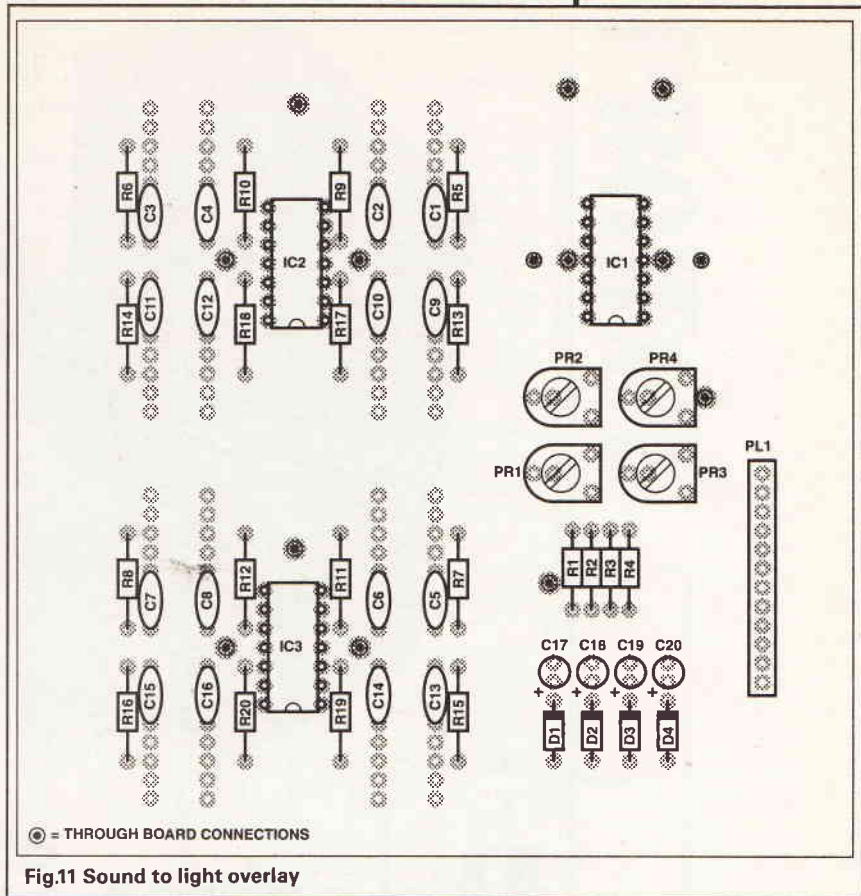 R6 C3 C4 R10 R9 C2 C1 R5
IC2 IC1
R14 C11 C12 R18 R17 C10 C9 R13
PR2 PR4
PR1 PR3 PL1
R8 C7 C8 R12 R11 C6 C5 R7
R1 R2 R3 R4
IC3
C17 C18 C19 C20
R16 C15 C16 R20 R19 C14 C13 R15
+ + + +
D1 D2 D3 D4
= THROUGH BOARD CONNECTIONS
Fig.11 Sound to light overlay